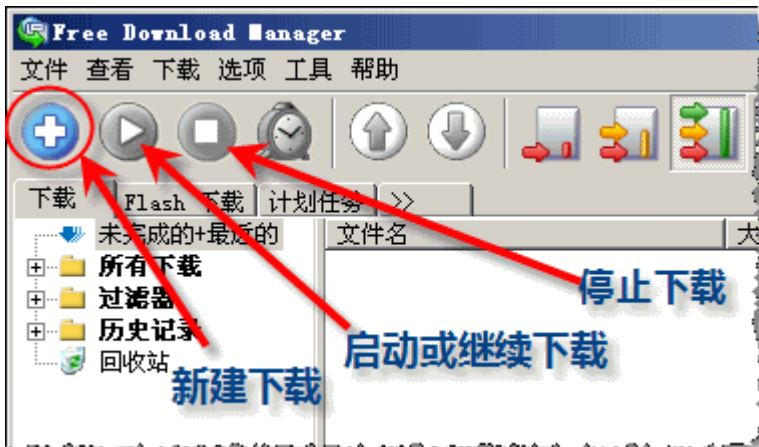 Free Download Manager
文件 查看 下载 选项 工具 帮助
下载 Flash 下载 计划任务 >>
未完成的+最近的
文件名 大
所有下载
过滤器
历史记录
回收站
停止下载
启动或继续下载
新建下载